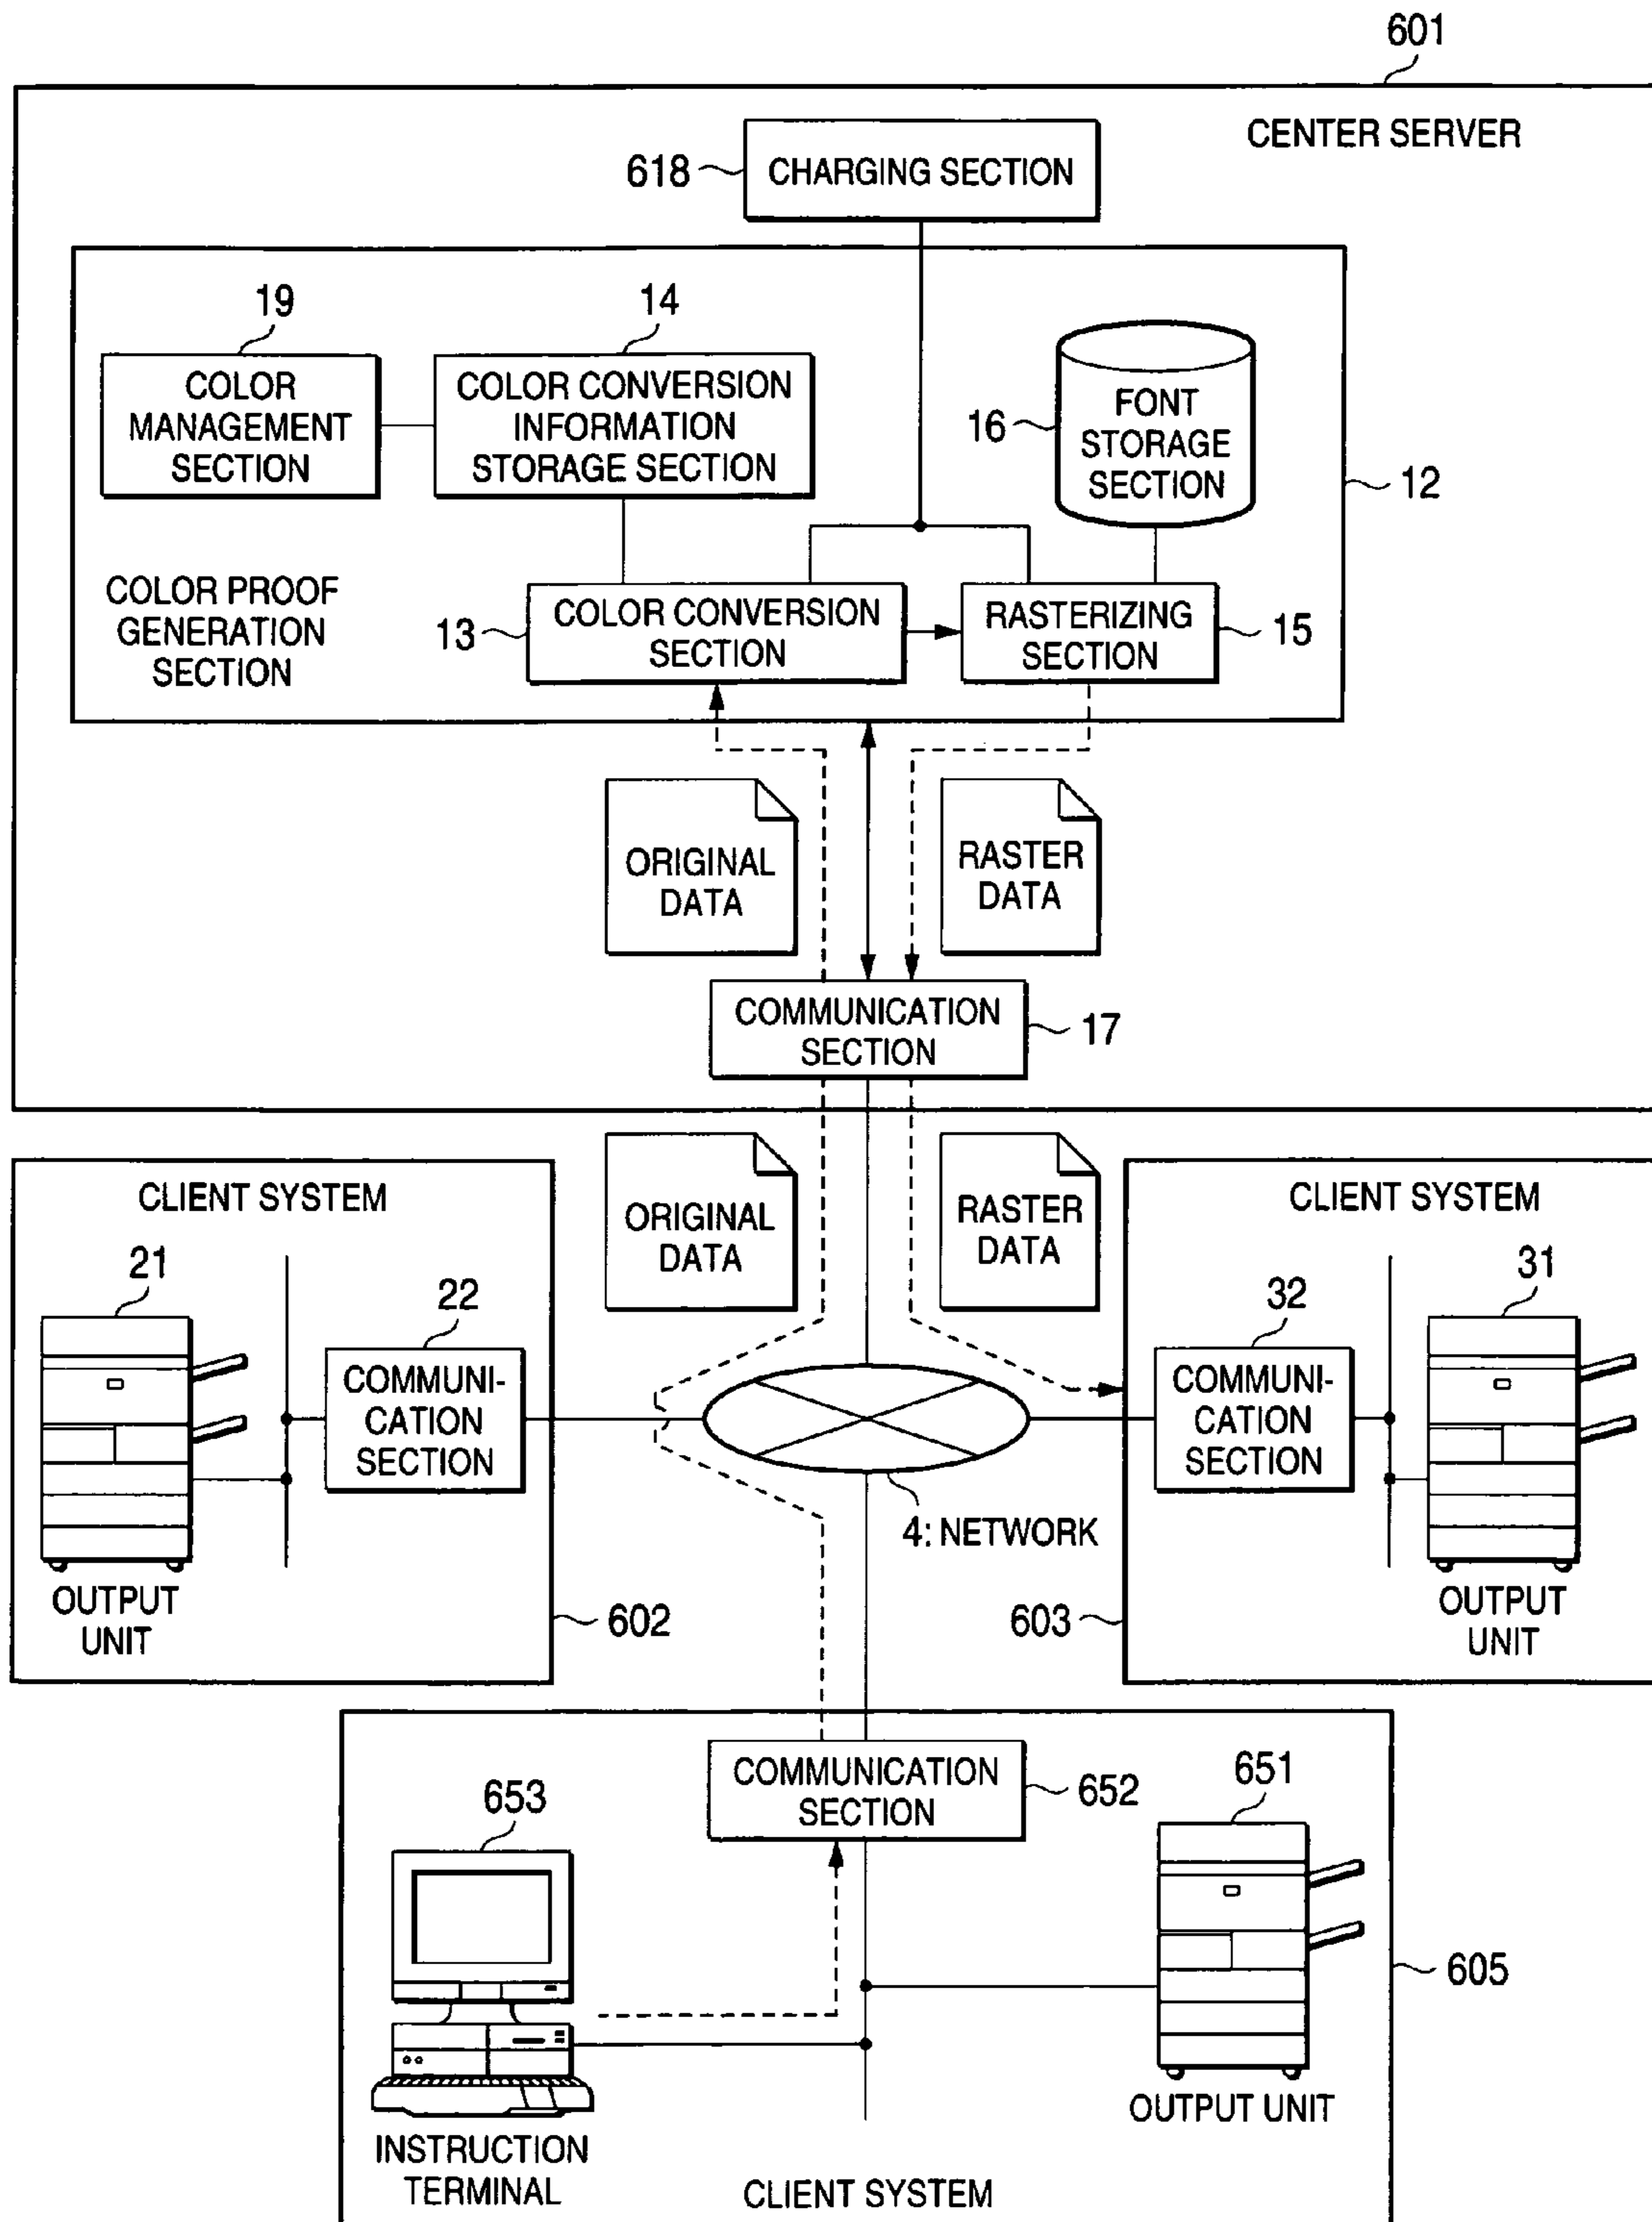 601
CENTER SERVER
618
CHARGING SECTION
19
14
COLOR
MANAGEMENT
SECTION
COLOR CONVERSION
INFORMATION
STORAGE SECTION
16
FONT
STORAGE
SECTION
12
COLOR PROOF
GENERATION
SECTION
13
COLOR CONVERSION
SECTION
RASTERIZING
SECTION
15
ORIGINAL
DATA
RASTER
DATA
COMMUNICATION
SECTION
17
CLIENT SYSTEM
21
22
COMMUNI-
CATION
SECTION
OUTPUT
UNIT
602
ORIGINAL
DATA
RASTER
DATA
4: NETWORK
CLIENT SYSTEM
32
31
COMMUNI-
CATION
SECTION
603
OUTPUT
UNIT
653
COMMUNICATION
SECTION
652
651
605
INSTRUCTION
TERMINAL
OUTPUT UNIT
CLIENT SYSTEM